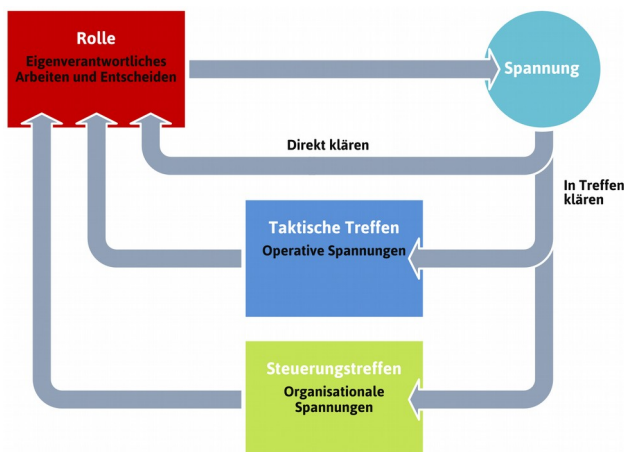 Rolle
Eigenverantwortliches
Arbeiten und Entscheiden
Spannung
Direkt klären
In Treffen
klären
Taktische Treffen
Operative Spannungen
Steuerungstreffen
Organisationale
Spannungen